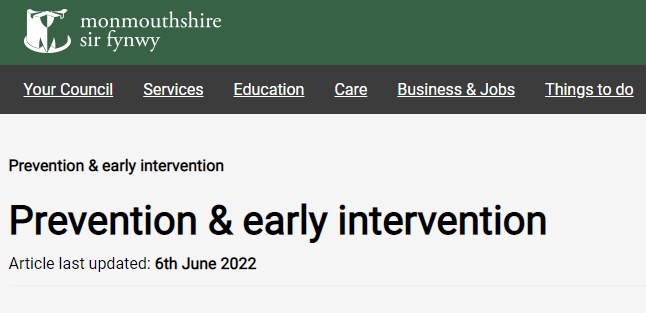 monmouthshire
sir fynwy
Your Council Services Education Care Business & Jobs Things to do
Prevention & early intervention
Prevention & early intervention
Article last updated: 6th June 2022